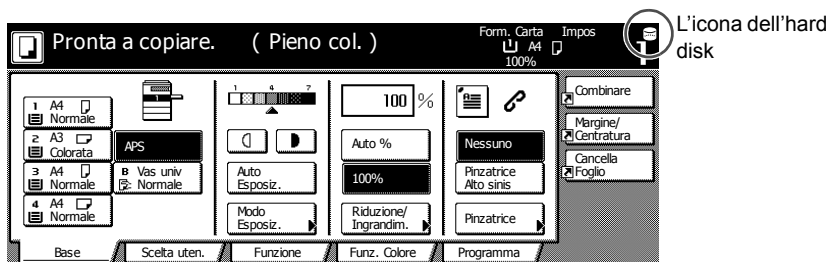 Pronta a copiare. ( Pieno col. )
Form. Carta
A4
100%
Impos
1
L'icona dell'hard
disk
1 A4
Normale
2 A3
Colorata
3 A4
Normale
4 A4
Normale
APS
B Vas univ
: Normale
1 4 7
Auto
Esposiz.
Modo
Esposiz.
100 %
Auto %
100%
Riduzione/
Ingrandim.
Nessuno
Pinzatrice
Alto sinis
Pinzatrice
Combinare
Margine/
Centratura
Cancella
Foglio
Base
Scelta uten.
Funzione
Funz. Colore
Programma